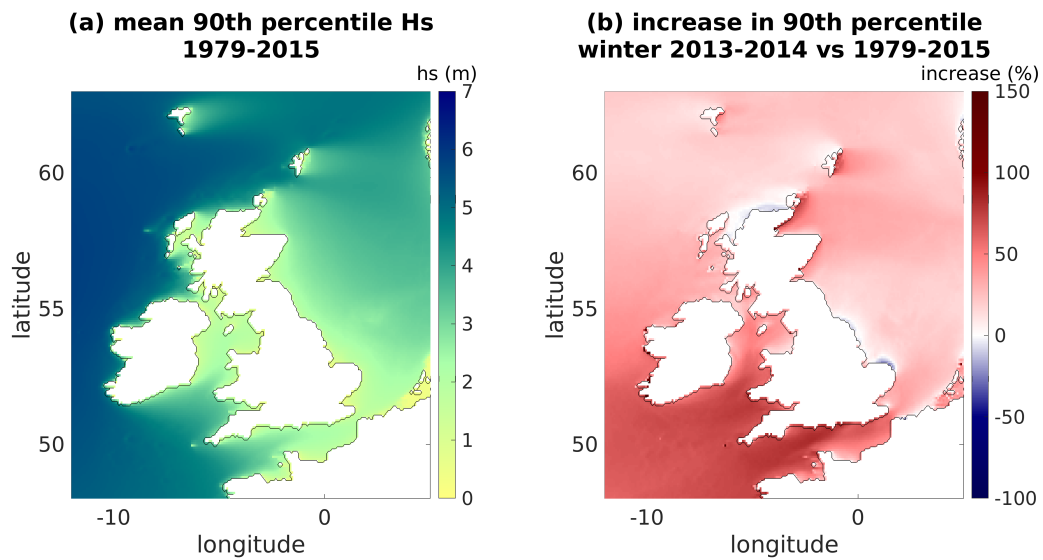 (a) mean 90th percentile Hs
1979-2015
hs (m)
7
6
5
4
3
2
1
0
60
55
50
latitude
-10
0
longitude
(b) increase in 90th percentile
winter 2013-2014 vs 1979-2015
increase (%)
150
100
50
0
-50
-100
60
55
50
latitude
-10
0
longitude